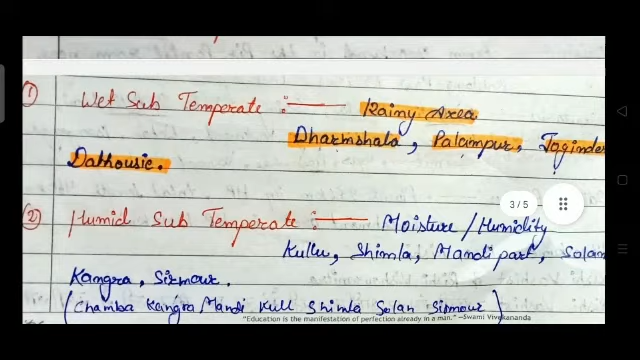 ① Wet Sub Temperate :— Rainy Area
Dharmshala, Palampur, Joginder
Dalhousie.
3 / 5
② Humid Sub Temperate :— Moisture/Humidity
Kullu, Shimla, Mandi part, Solan
Kangra, Sirmour.
(Chamba Kangra Mandi Kull Shimla Solan Sirmour)
"Education is the manifestation of perfection already in a man." —Swami Vivekananda